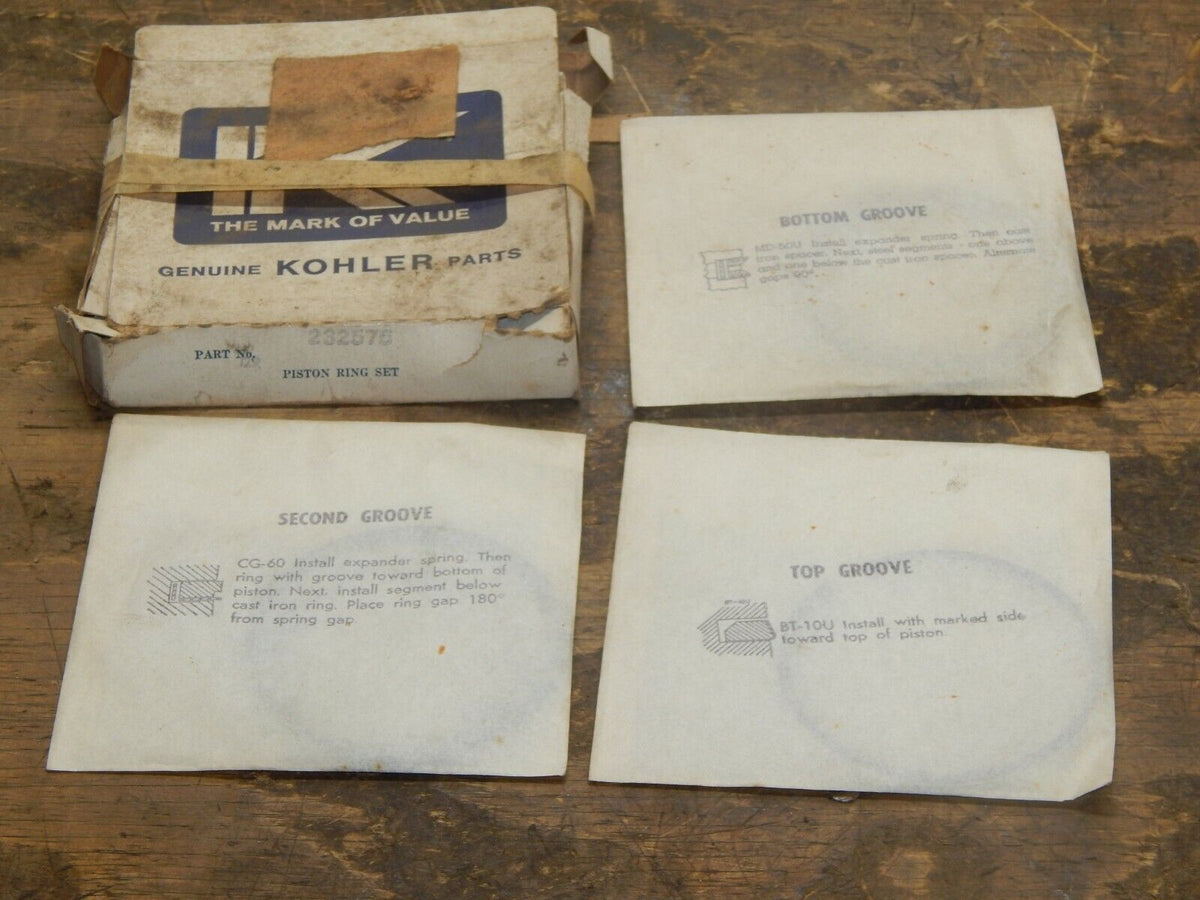 THE MARK OF VALUE
GENUINE KOHLER PARTS
232576
PART No.
PISTON RING SET
BOTTOM GROOVE
MD-50U Install expander spring. Then cast
iron spacer. Next, steel segments - one above
and one below the cast iron spacer. Alternate
gaps 90°.
SECOND GROOVE
CG-60 Install expander spring. Then
ring with groove toward bottom of
piston. Next, install segment below
cast iron ring. Place ring gap 180°
from spring gap.
TOP GROOVE
BT-10U Install with marked side
toward top of piston